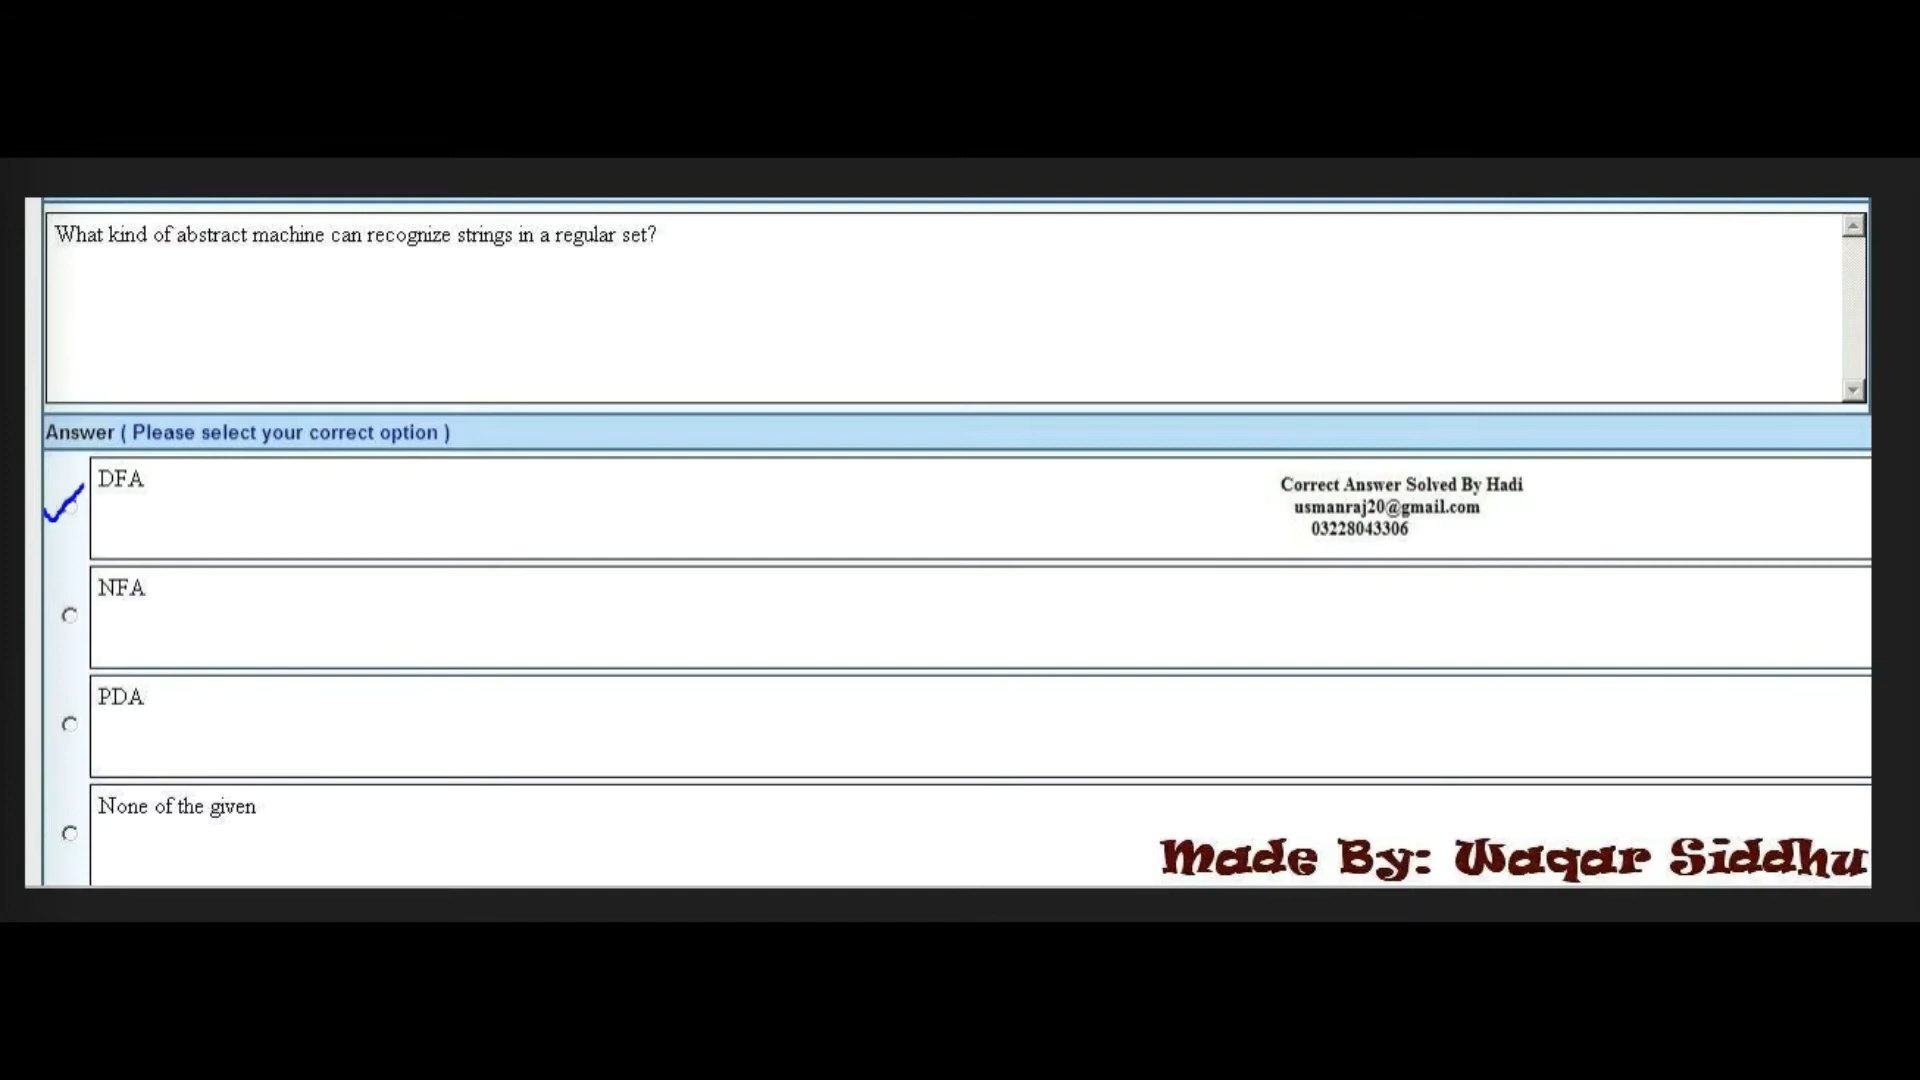 What kind of abstract machine can recognize strings in a regular set?
Answer ( Please select your correct option )
DFA
Correct Answer Solved By Hadi
usmanraj20@gmail.com
03228043306
NFA
PDA
None of the given
Made By: Waqar Siddhu